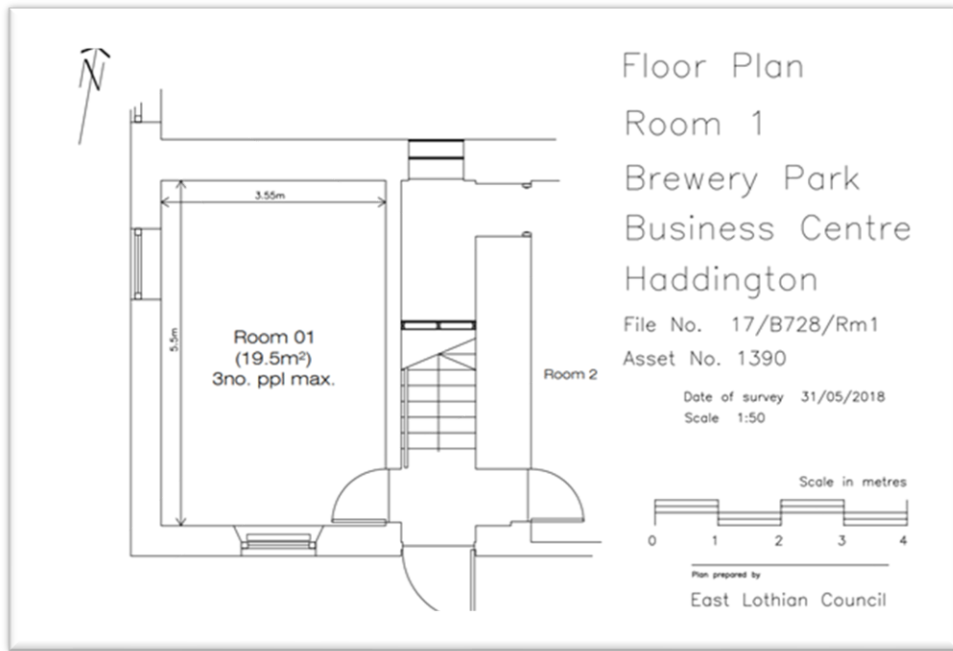 N
Floor Plan
Room 1
Brewery Park
Business Centre
Haddington
File No. 17/B728/Rm1
Asset No. 1390
Date of survey 31/05/2018
Scale 1:50
3.55m
5.5m
Room 01
(19.5m²)
3no. ppl max.
Room 2
Scale in metres
0 1 2 3 4
Plan prepared by
East Lothian Council